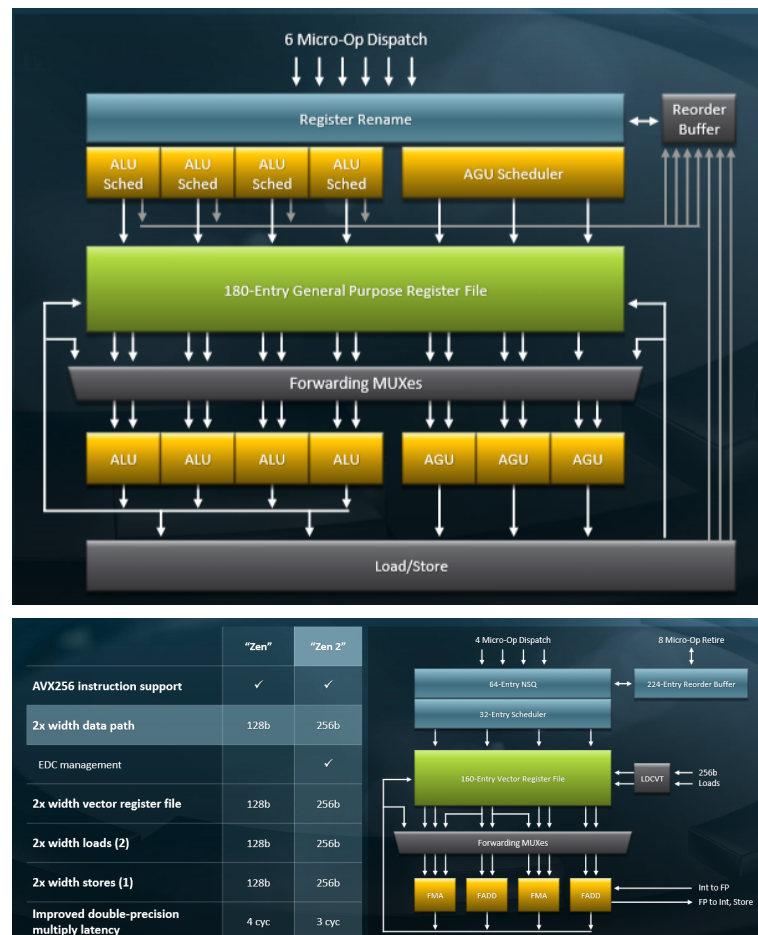 6 Micro-Op Dispatch
Register Rename
Reorder
Buffer
ALU
Sched
ALU
Sched
ALU
Sched
ALU
Sched
AGU Scheduler
180-Entry General Purpose Register File
Forwarding MUXes
ALU ALU ALU ALU AGU AGU AGU
Load/Store
"Zen" "Zen 2"
AVX256 instruction support ✓ ✓
2x width data path 128b 256b
EDC management ✓
2x width vector register file 128b 256b
2x width loads (2) 128b 256b
2x width stores (1) 128b 256b
Improved double-precision
multiply latency 4 cyc 3 cyc
4 Micro-Op Dispatch 8 Micro-Op Retire
64-Entry NSQ 224-Entry Reorder Buffer
32-Entry Scheduler
160-Entry Vector Register File
LDCVT
256b
Loads
Forwarding MUXes
FMA FADD FMA FADD
Int to FP
FP to Int, Store